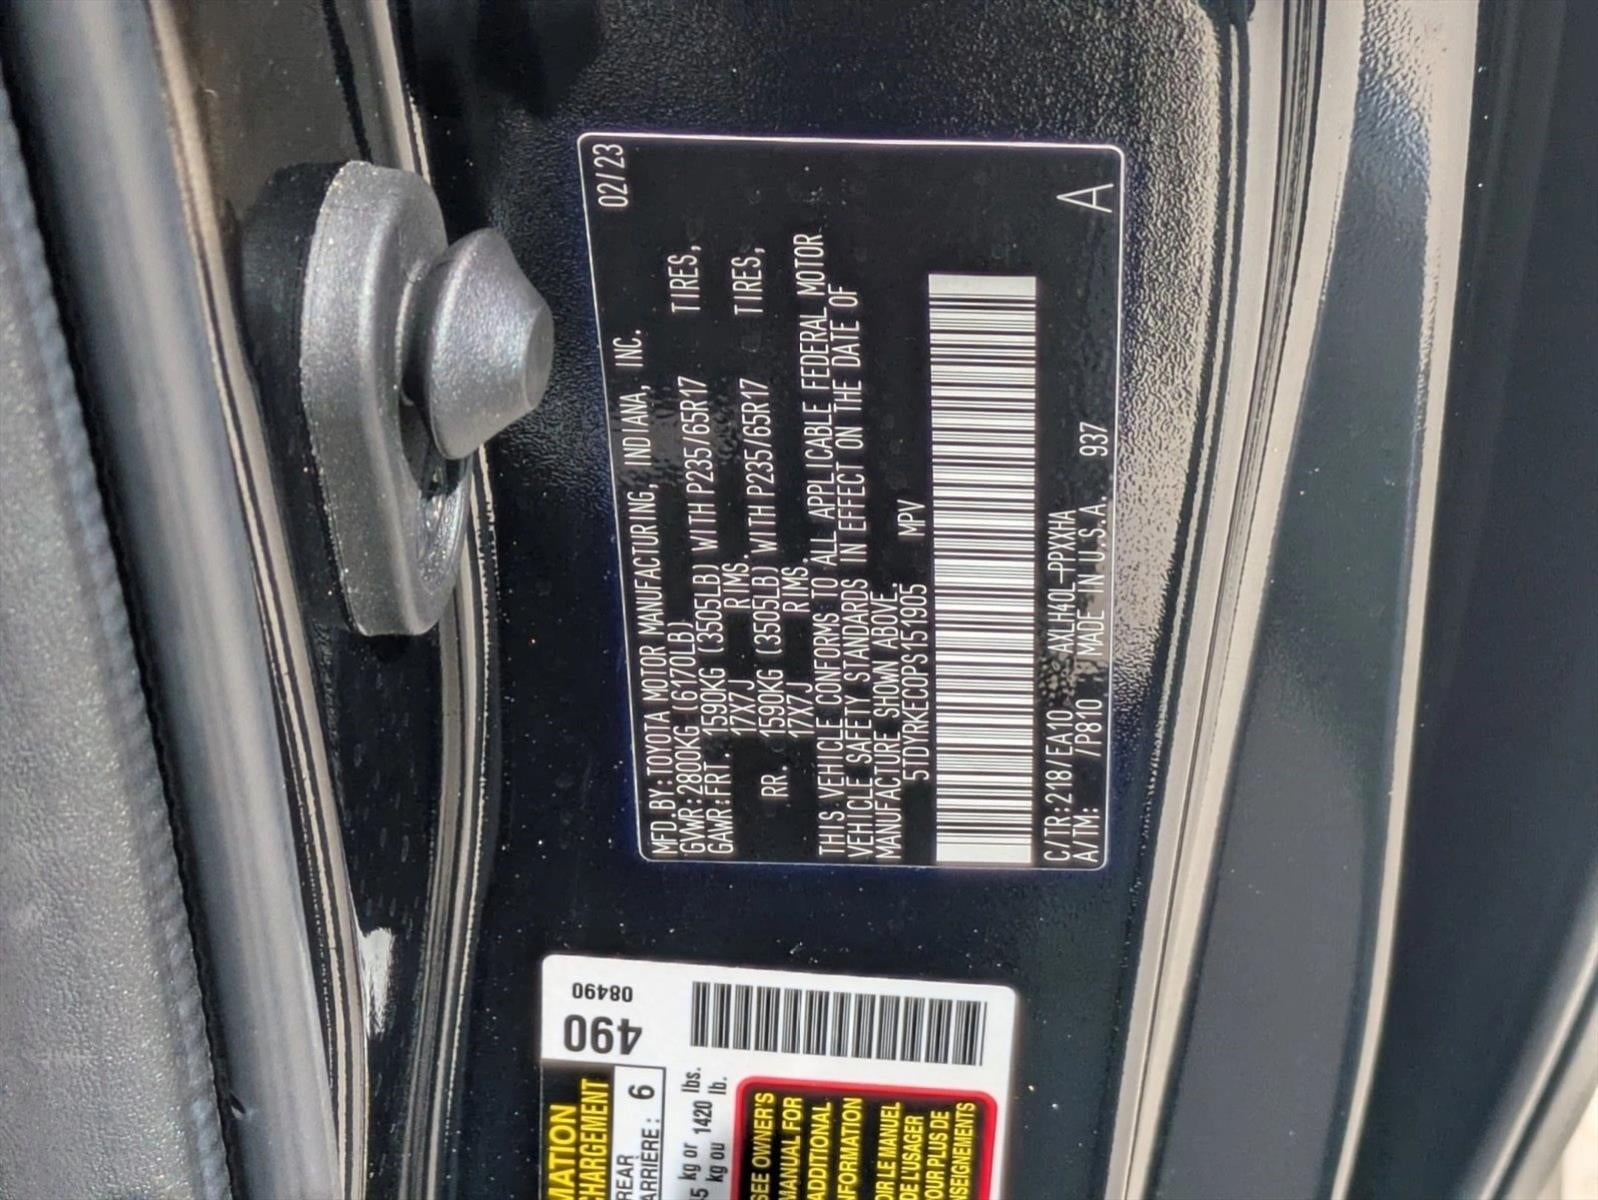 02/23
MFD.BY:TOYOTA MOTOR MANUFACTURING, INDIANA, INC.
GVWR:2800KG (6170LB)
GAWR:FRT. 1590KG (3505LB) WITH P235/65R17 TIRES,
17X7J RIMS.
RR. 1590KG (3505LB) WITH P235/65R17 TIRES,
17X7J RIMS.
THIS VEHICLE CONFORMS TO ALL APPLICABLE FEDERAL MOTOR
VEHICLE SAFETY STANDARDS IN EFFECT ON THE DATE OF
MANUFACTURE SHOWN ABOVE.
5TDYRKEC0PS151905 MPV
C/TR:218/EA10 AXLH40L-PPXXHA
A/TM: /P810 MADE IN U.S.A. 937 A
08490
490
MATION
CHARGEMENT
REAR
ARRIÈRE: 6
kg or 1420 lbs.
kg ou lb.
SEE OWNER'S
MANUAL FOR
ADDITIONAL
INFORMATION
LE MANUEL
DE L'USAGER
POUR PLUS DE